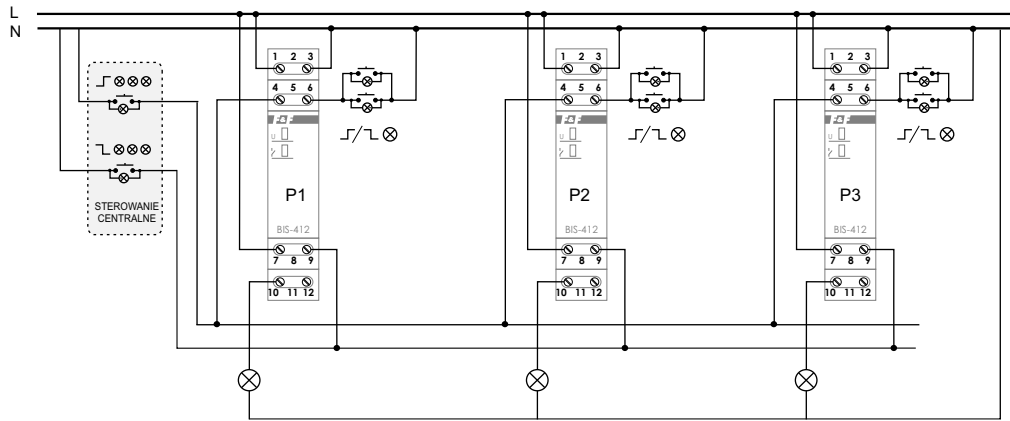 L
N
1 2 3
4 5 6
F&F
U
P1
BIS-412
7 8 9
10 11 12
1 2 3
4 5 6
F&F
U
P2
BIS-412
7 8 9
10 11 12
1 2 3
4 5 6
F&F
U
P3
BIS-412
7 8 9
10 11 12
STEROWANIE
CENTRALNE